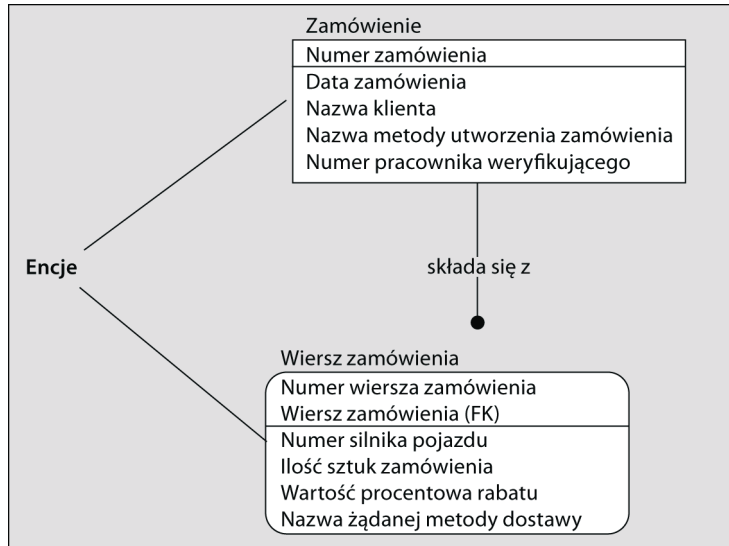 Zamówienie
Numer zamówienia
Data zamówienia
Nazwa klienta
Nazwa metody utworzenia zamówienia
Numer pracownika weryfikującego
Encje
składa się z
Wiersz zamówienia
Numer wiersza zamówienia
Wiersz zamówienia (FK)
Numer silnika pojazdu
Ilość sztuk zamówienia
Wartość procentowa rabatu
Nazwa żądanej metody dostawy